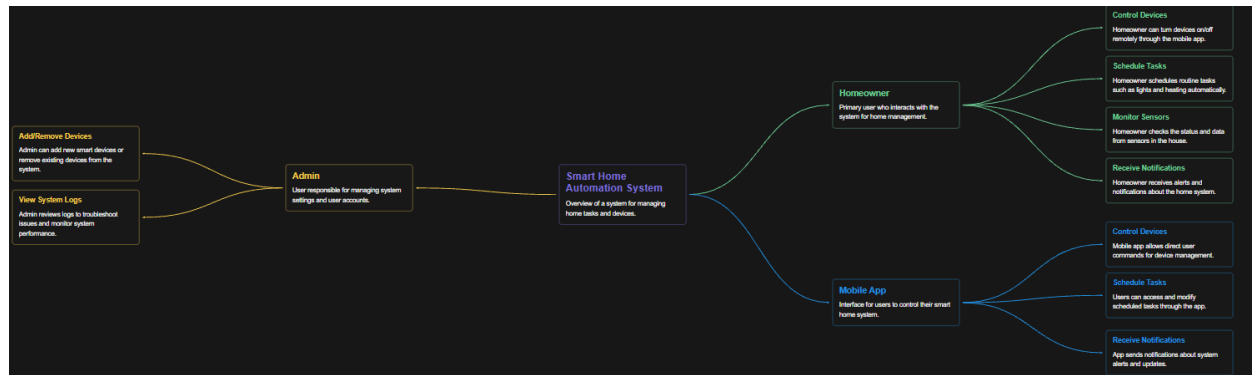 Add/Remove Devices
Admin can add new smart devices or
remove existing devices from the
system.
View System Logs
Admin reviews logs to troubleshoot
issues and monitor system
performance.
Admin
User responsible for managing system
settings and user accounts.
Smart Home
Automation System
Overview of a system for managing
home tasks and devices.
Homeowner
Primary user who interacts with the
system for home management.
Control Devices
Homeowner can turn devices on/off
remotely through the mobile app.
Schedule Tasks
Homeowner schedules routine tasks
such as lights and heating automatically.
Monitor Sensors
Homeowner checks the status and data
from sensors in the house.
Receive Notifications
Homeowner receives alerts and
notifications about the home system.
Mobile App
Interface for users to control their smart
home system.
Control Devices
Mobile app allows direct user
commands for device management.
Schedule Tasks
Users can access and modify
scheduled tasks through the app.
Receive Notifications
App sends notifications about system
alerts and updates.